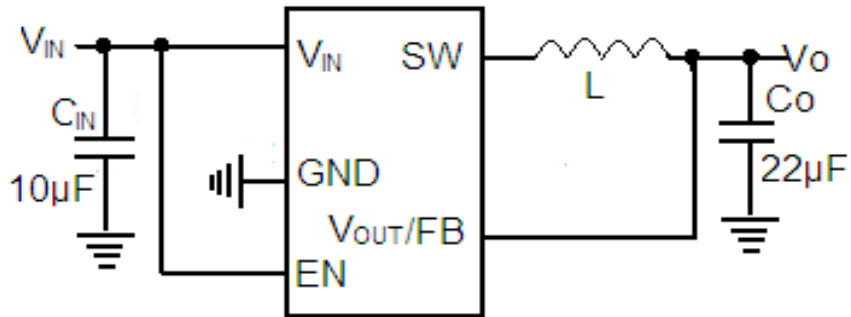 VIN
VIN
SW
Vo
L
CIN
Co
10µF
GND
22µF
VOUT/FB
EN